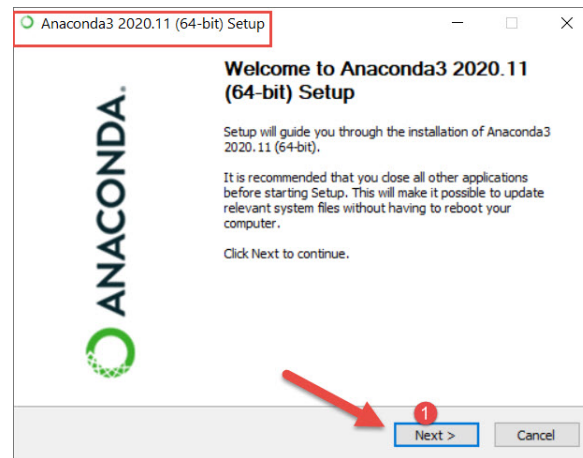 Anaconda3 2020.11 (64-bit) Setup
Welcome to Anaconda3 2020.11
(64-bit) Setup
Setup will guide you through the installation of Anaconda3
2020.11 (64-bit).
It is recommended that you close all other applications
before starting Setup. This will make it possible to update
relevant system files without having to reboot your
computer.
Click Next to continue.
ANACONDA.
1
Next >
Cancel